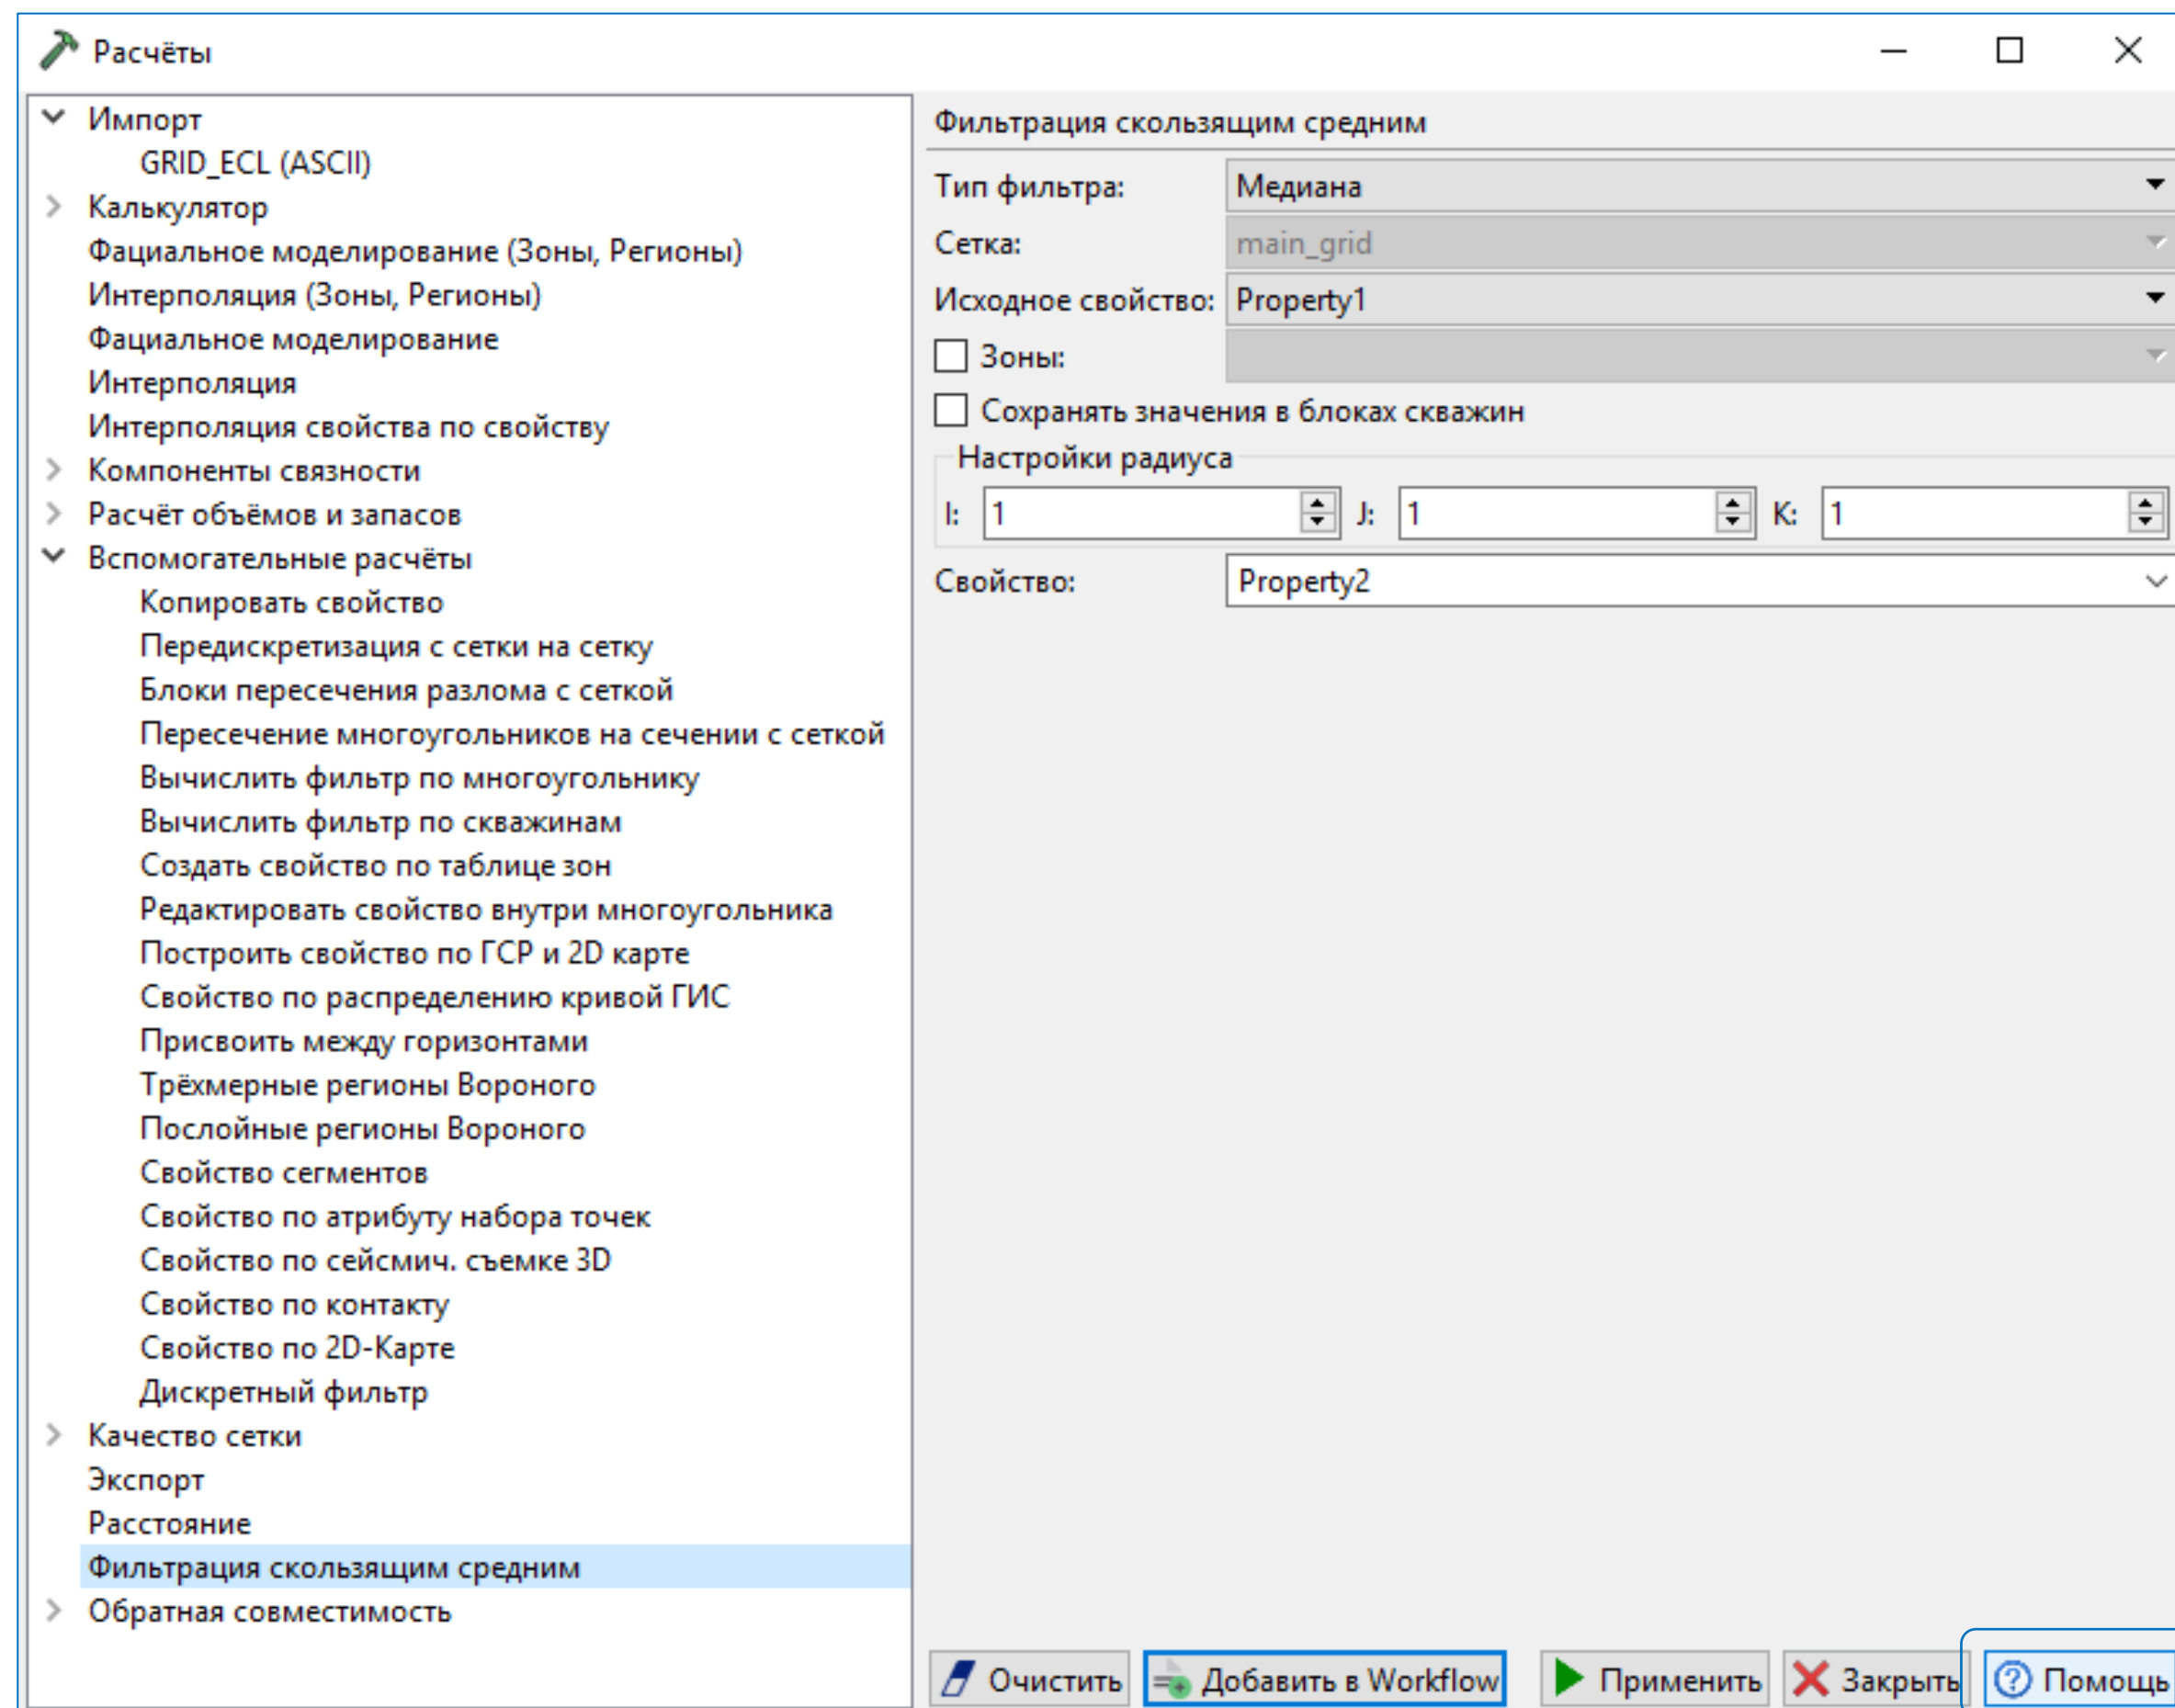 Расчёты
Импорт
GRID_ECL (ASCII)
Калькулятор
Фациальное моделирование (Зоны, Регионы)
Интерполяция (Зоны, Регионы)
Фациальное моделирование
Интерполяция
Интерполяция свойства по свойству
Компоненты связности
Расчёт объёмов и запасов
Вспомогательные расчёты
Копировать свойство
Передискретизация с сетки на сетку
Блоки пересечения разлома с сеткой
Пересечение многоугольников на сечении с сеткой
Вычислить фильтр по многоугольнику
Вычислить фильтр по скважинам
Создать свойство по таблице зон
Редактировать свойство внутри многоугольника
Построить свойство по ГСР и 2D карте
Свойство по распределению кривой ГИС
Присвоить между горизонтами
Трёхмерные регионы Вороного
Послойные регионы Вороного
Свойство сегментов
Свойство по атрибуту набора точек
Свойство по сейсмич. съемке 3D
Свойство по контакту
Свойство по 2D-Карте
Дискретный фильтр
Качество сетки
Экспорт
Расстояние
Фильтрация скользящим средним
Обратная совместимость
Фильтрация скользящим средним
Тип фильтра: Медиана
Сетка: main_grid
Исходное свойство: Property1
Зоны:
Сохранять значения в блоках скважин
Настройки радиуса
I: 1 J: 1 K: 1
Свойство: Property2
Очистить Добавить в Workflow Применить Закрыть Помощь